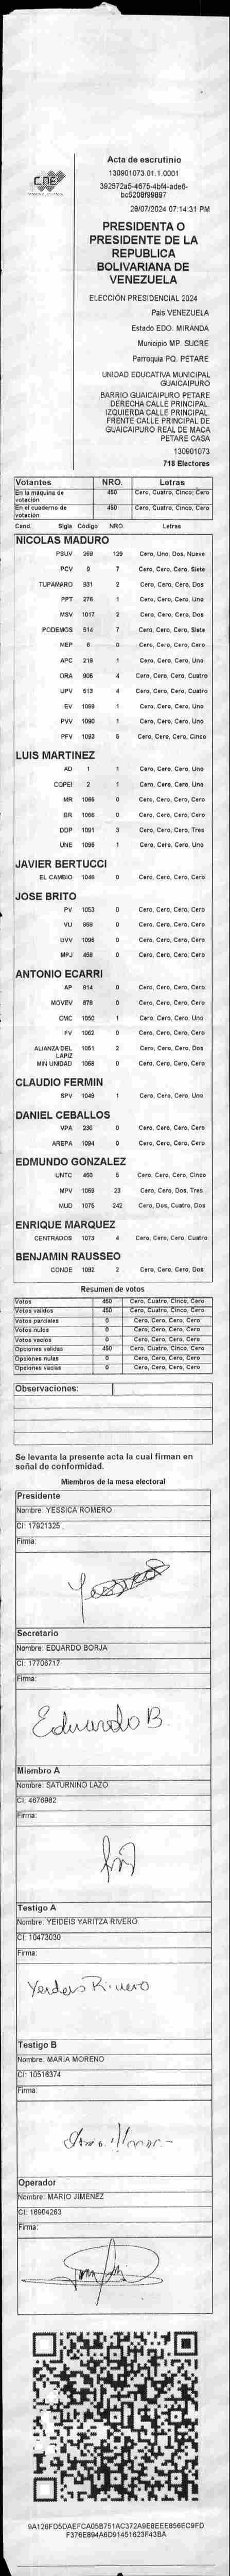 CNE
Acta de escrutinio
130901073.01.1.0001
392572a5-4675-4bf4-ade6-
bc5208f99897
28/07/2024 07:14:31 PM
PRESIDENTA O
PRESIDENTE DE LA
REPUBLICA
BOLIVARIANA DE
VENEZUELA
ELECCIÓN PRESIDENCIAL 2024
País VENEZUELA
Estado EDO. MIRANDA
Municipio MP. SUCRE
Parroquia PQ. PETARE
UNIDAD EDUCATIVA MUNICIPAL
GUAICAIPURO
BARRIO GUAICAIPURO PETARE
DERECHA CALLE PRINCIPAL.
IZQUIERDA CALLE PRINCIPAL.
FRENTE CALLE PRINCIPAL DE
GUAICAIPURO REAL DE MACA
PETARE CASA
130901073
718 Electores
Votantes NRO. Letras
En la máquina de votación 450 Cero, Cuatro, Cinco, Cero
En el cuaderno de votación 450 Cero, Cuatro, Cinco, Cero
Cand. Sigla Código NRO. Letras
NICOLAS MADURO
PSUV 269 129 Cero, Uno, Dos, Nueve
PCV 9 7 Cero, Cero, Cero, Siete
TUPAMARO 931 2 Cero, Cero, Cero, Dos
PPT 276 1 Cero, Cero, Cero, Uno
MSV 1017 2 Cero, Cero, Cero, Dos
PODEMOS 514 7 Cero, Cero, Cero, Siete
MEP 6 0 Cero, Cero, Cero, Cero
APC 219 1 Cero, Cero, Cero, Uno
ORA 906 4 Cero, Cero, Cero, Cuatro
UPV 513 4 Cero, Cero, Cero, Cuatro
EV 1089 1 Cero, Cero, Cero, Uno
PVV 1090 1 Cero, Cero, Cero, Uno
PFV 1093 5 Cero, Cero, Cero, Cinco
LUIS MARTINEZ
AD 1 1 Cero, Cero, Cero, Uno
COPEI 2 1 Cero, Cero, Cero, Uno
MR 1065 0 Cero, Cero, Cero, Cero
BR 1066 0 Cero, Cero, Cero, Cero
DDP 1091 3 Cero, Cero, Cero, Tres
UNE 1095 1 Cero, Cero, Cero, Uno
JAVIER BERTUCCI
EL CAMBIO 1046 0 Cero, Cero, Cero, Cero
JOSE BRITO
PV 1053 0 Cero, Cero, Cero, Cero
VU 868 0 Cero, Cero, Cero, Cero
UVV 1096 0 Cero, Cero, Cero, Cero
MPJ 458 0 Cero, Cero, Cero, Cero
ANTONIO ECARRI
AP 914 0 Cero, Cero, Cero, Cero
MOVEV 878 0 Cero, Cero, Cero, Cero
CMC 1050 1 Cero, Cero, Cero, Uno
FV 1062 0 Cero, Cero, Cero, Cero
ALIANZA DEL LAPIZ 1051 2 Cero, Cero, Cero, Dos
MIN UNIDAD 1068 0 Cero, Cero, Cero, Cero
CLAUDIO FERMIN
SPV 1049 1 Cero, Cero, Cero, Uno
DANIEL CEBALLOS
VPA 236 0 Cero, Cero, Cero, Cero
AREPA 1094 0 Cero, Cero, Cero, Cero
EDMUNDO GONZALEZ
UNTC 450 5 Cero, Cero, Cero, Cinco
MPV 1069 23 Cero, Cero, Dos, Tres
MUD 1075 242 Cero, Dos, Cuatro, Dos
ENRIQUE MARQUEZ
CENTRADOS 1073 4 Cero, Cero, Cero, Cuatro
BENJAMIN RAUSSEO
CONDE 1092 2 Cero, Cero, Cero, Dos
Resumen de votos
Votos 450 Cero, Cuatro, Cinco, Cero
Votos validos 450 Cero, Cuatro, Cinco, Cero
Votos parciales 0 Cero, Cero, Cero, Cero
Votos nulos 0 Cero, Cero, Cero, Cero
Votos vacios 0 Cero, Cero, Cero, Cero
Opciones validas 450 Cero, Cuatro, Cinco, Cero
Opciones nulas 0 Cero, Cero, Cero, Cero
Opciones vacias 0 Cero, Cero, Cero, Cero
Observaciones:
Se levanta la presente acta la cual firman en
señal de conformidad.
Miembros de la mesa electoral
Presidente
Nombre: YESSICA ROMERO
CI: 17921325
Firma:
Secretario
Nombre: EDUARDO BORJA
CI: 17706717
Firma:
Eduardo B.
Miembro A
Nombre: SATURNINO LAZO
CI: 4676982
Firma:
Testigo A
Nombre: YEIDEIS YARITZA RIVERO
CI: 10473030
Firma:
Yeideis Rivero
Testigo B
Nombre: MARIA MORENO
CI: 10516374
Firma:
Operador
Nombre: MARIO JIMENEZ
CI: 16904263
Firma:
9A126FD5DAEFCA05B751AC372A9E8EEE856EC9FD
F376E894A6D91451623F43BA